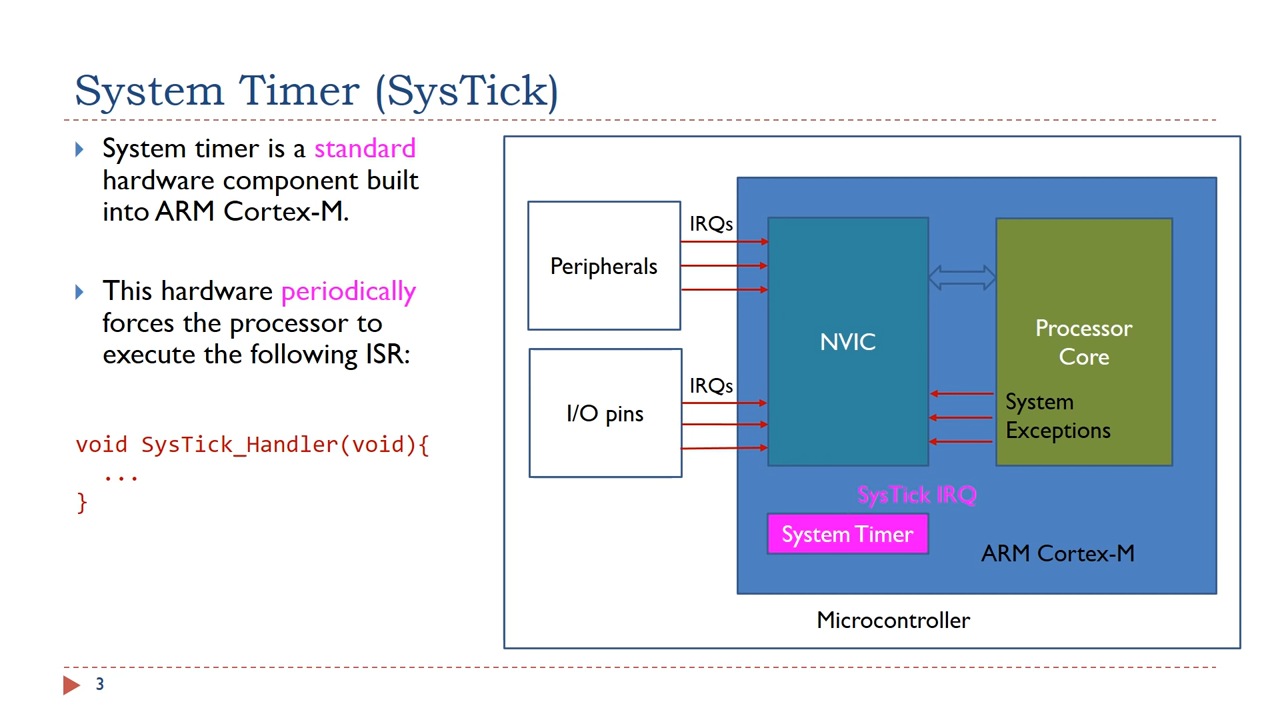 System Timer (SysTick)
System timer is a standard
hardware component built
into ARM Cortex-M.
This hardware periodically
forces the processor to
execute the following ISR:
void SysTick_Handler(void){
...
}
IRQs
Peripherals
IRQs
I/O pins
NVIC
Processor
Core
System
Exceptions
SysTick IRQ
System Timer
ARM Cortex-M
Microcontroller
3